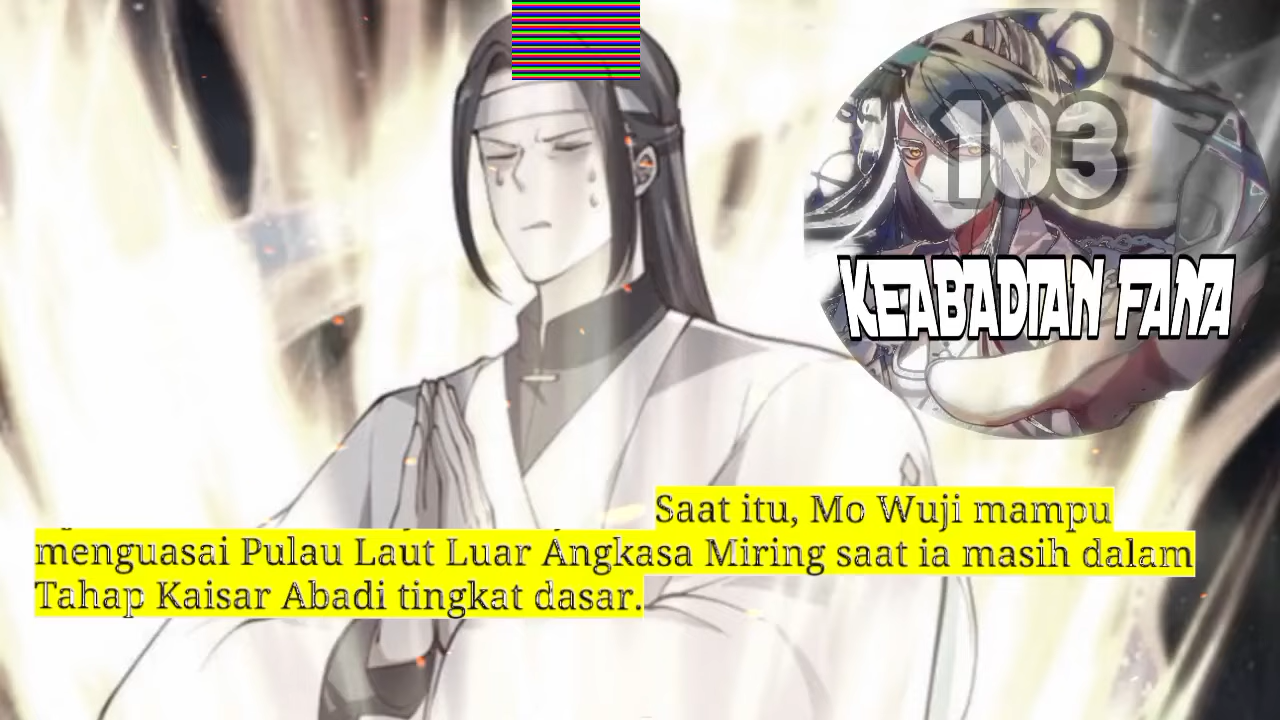 103
KEABADIAN FANA
Saat itu, Mo Wuji mampu
menguasai Pulau Laut Luar Angkasa Miring saat ia masih dalam
Tahap Kaisar Abadi tingkat dasar.